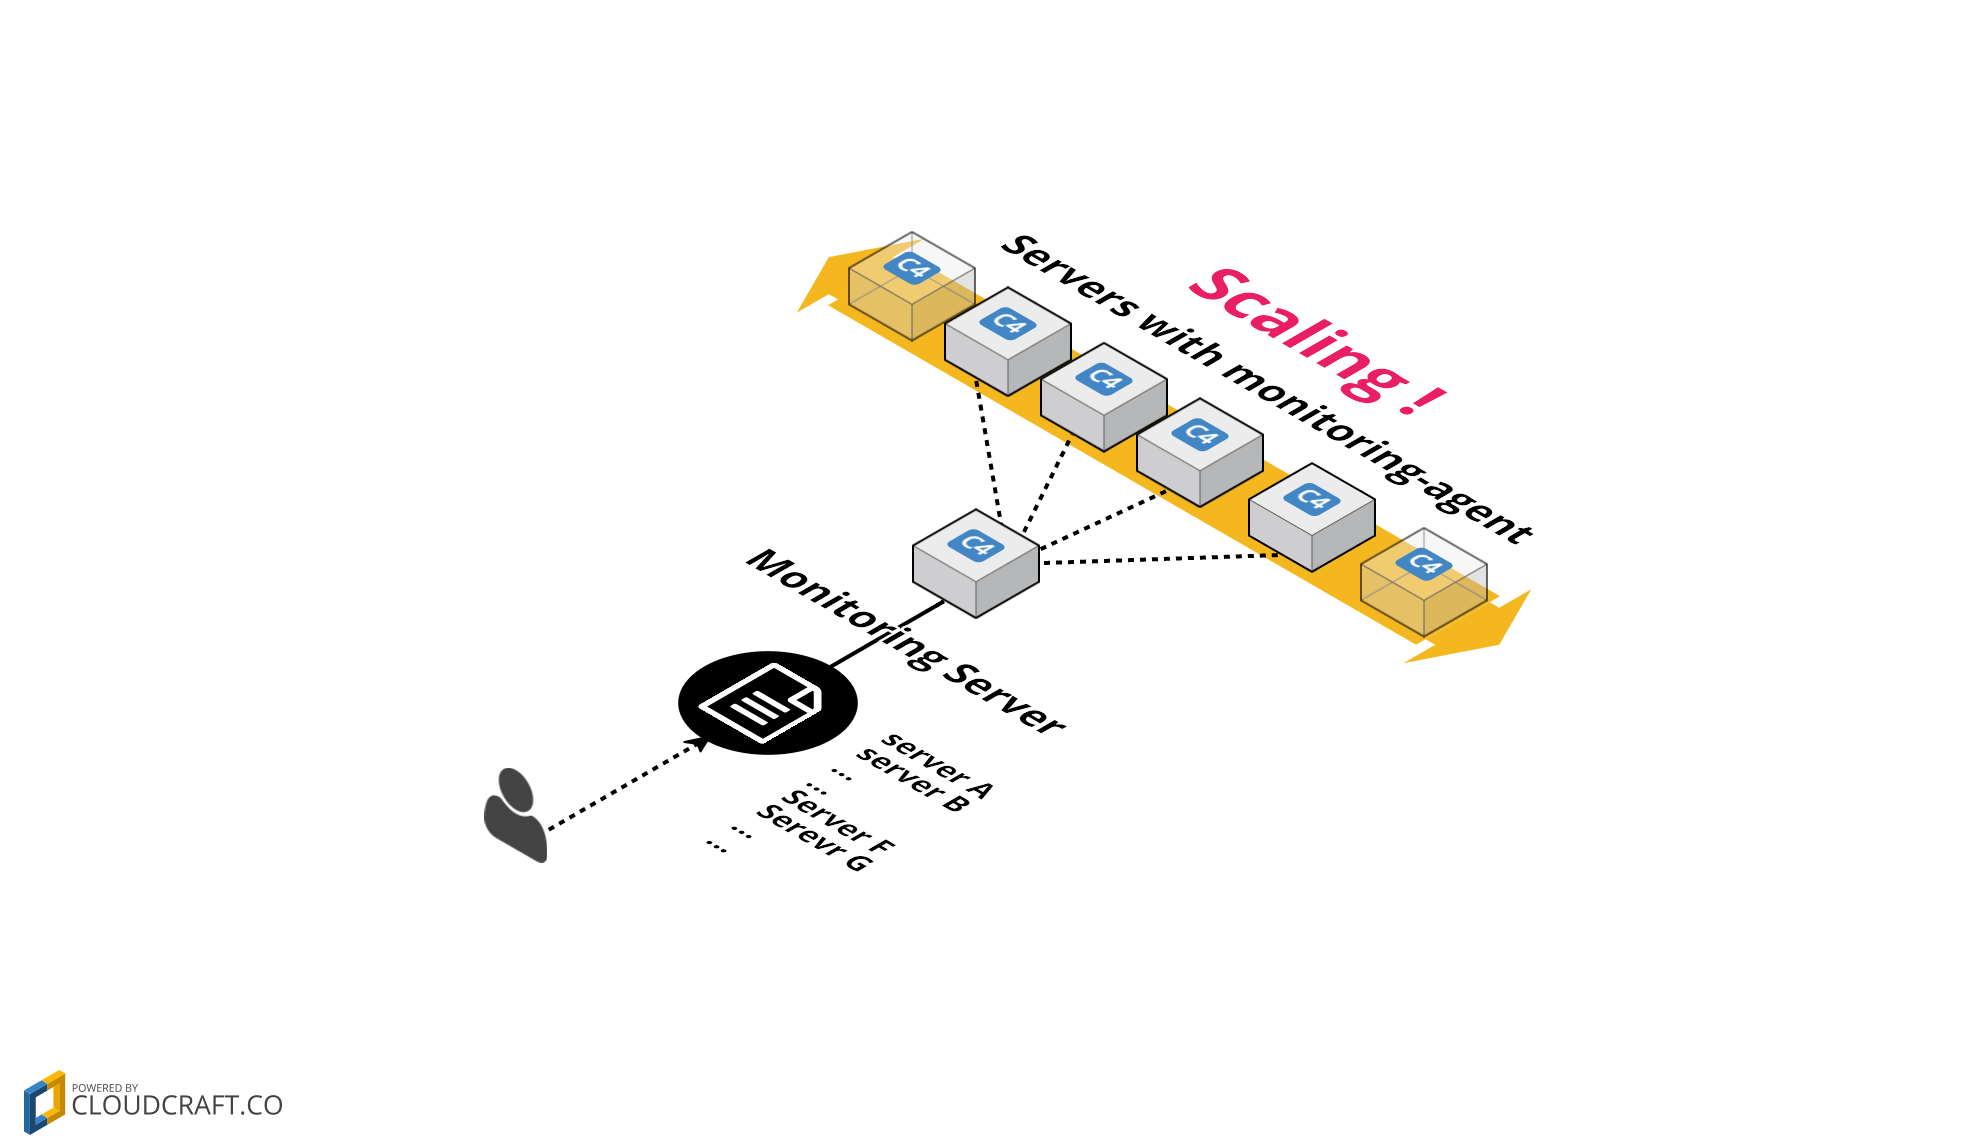 Scaling !
Servers with monitoring-agent
C4
C4
C4
C4
C4
C4
C4
Monitoring Server
server A
server B
...
...
Server F
Serevr G
...
...
POWERED BY
CLOUDCRAFT.CO